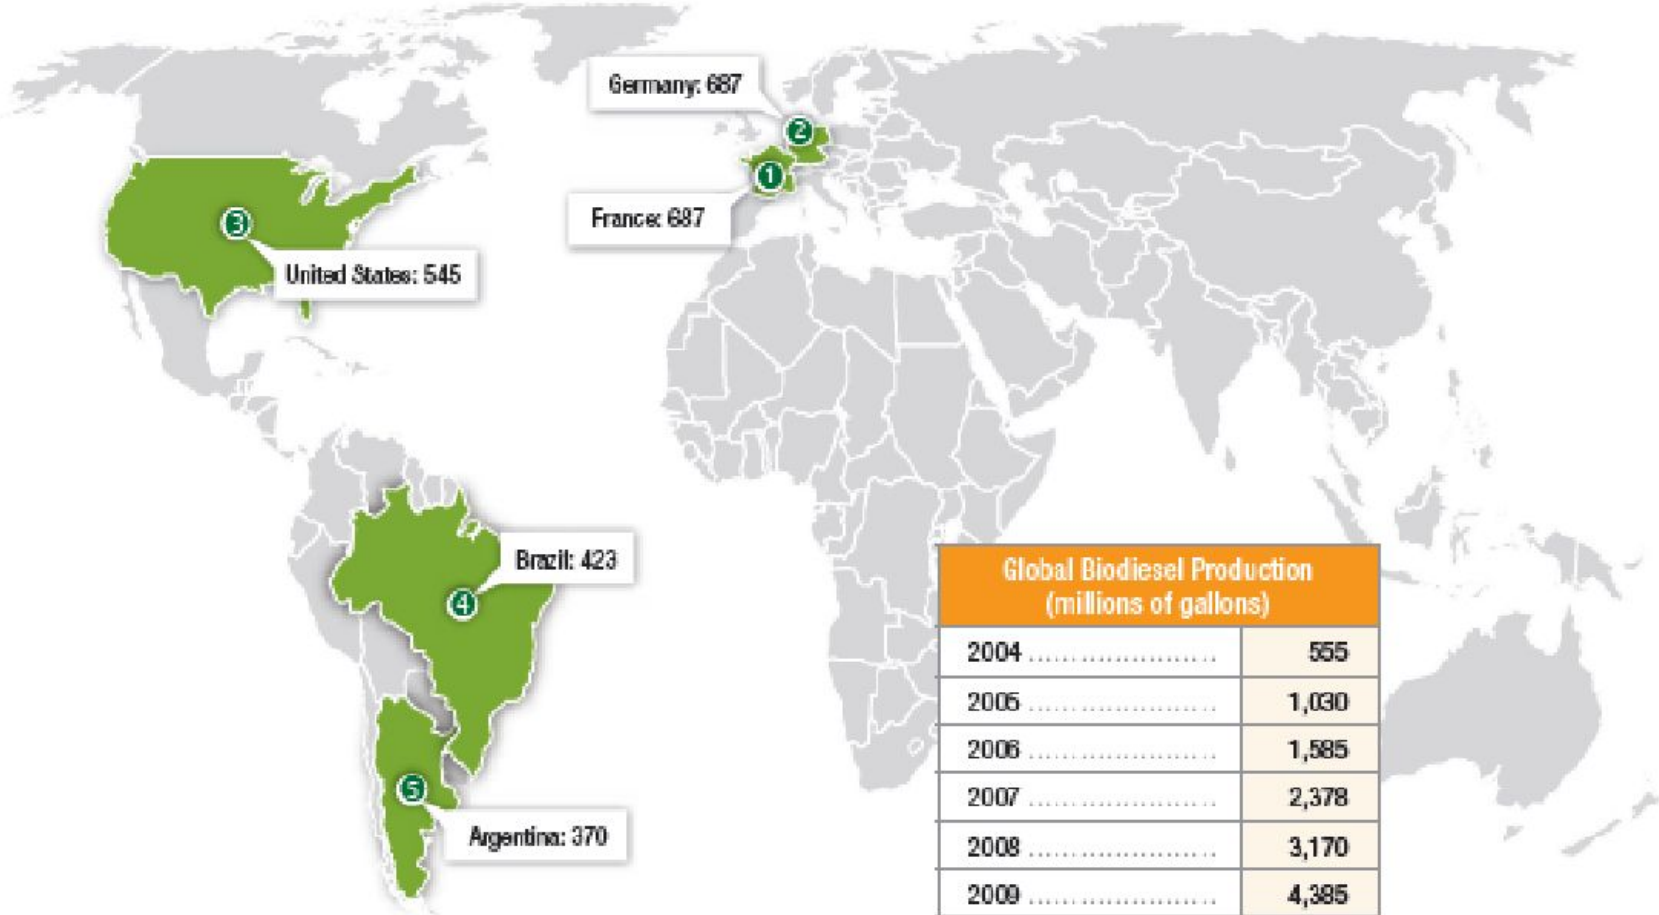 Germany: 687
2
1
France: 687
3
United States: 545
Brazil: 423
4
5
Argentina: 370
Global Biodiesel Production
(millions of gallons)
2004 ........................ 555
2005 ........................ 1,030
2006 ........................ 1,585
2007 ........................ 2,378
2008 ........................ 3,170
2009 ........................ 4,385